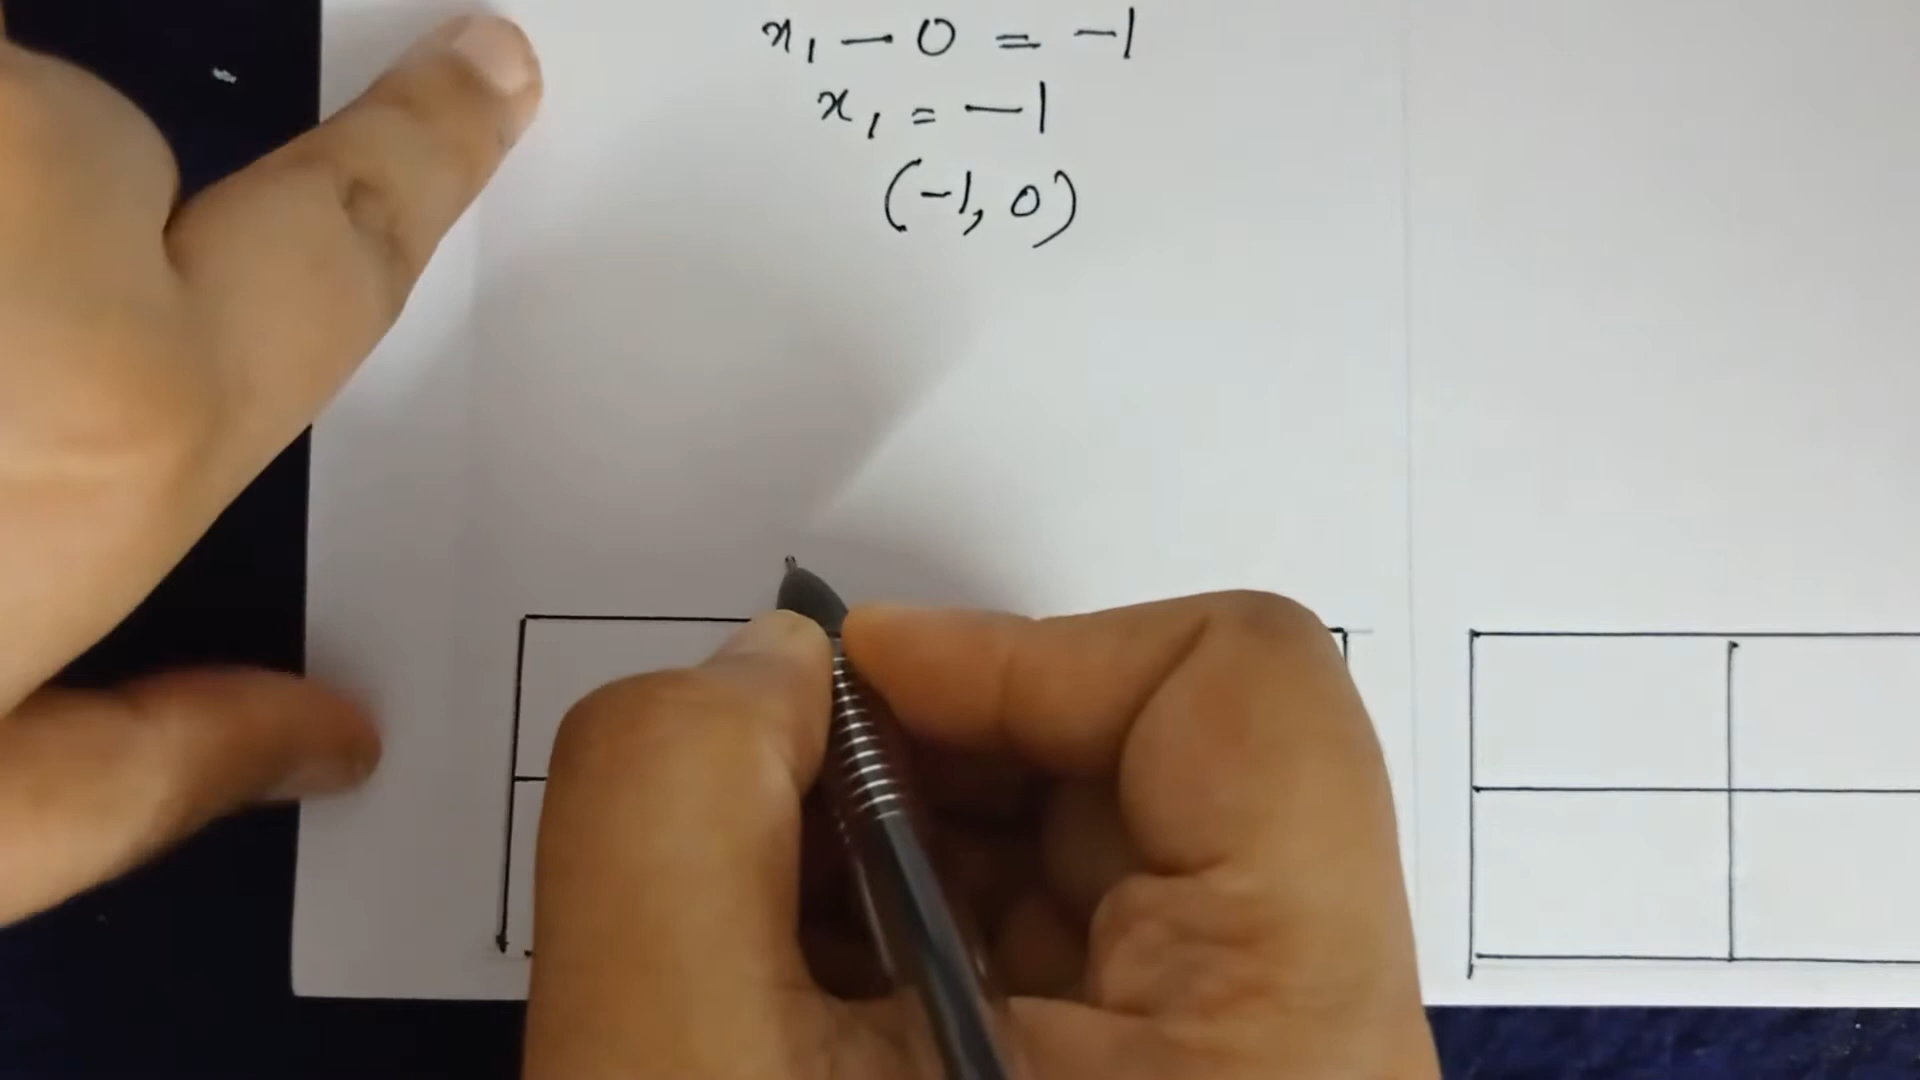 x₁ − 0 = −1
x₁ = −1
(−1, 0)